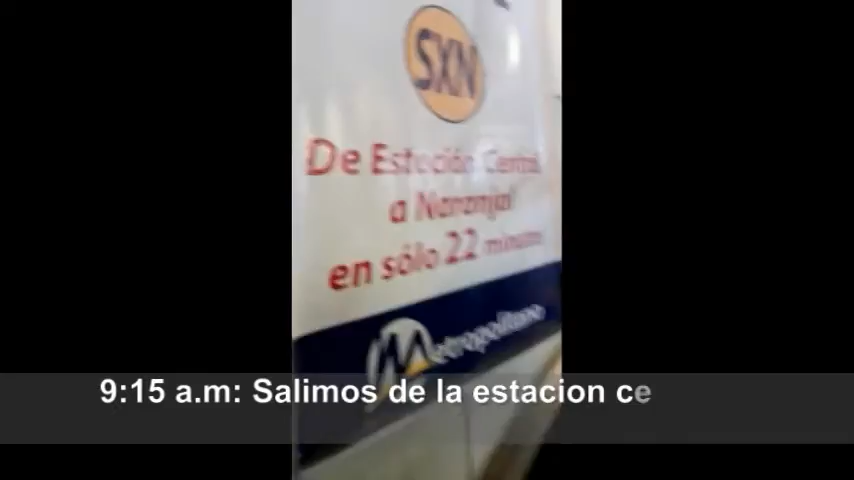 SXN
De Estación Central
a Naranjal
en sólo 22 minutos
Metropolitano
9:15 a.m: Salimos de la estacion ce